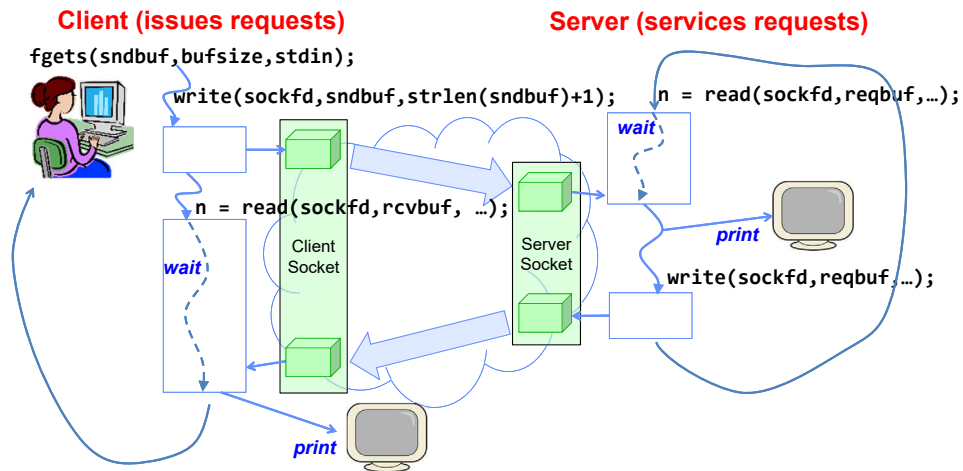 Client (issues requests)
Server (services requests)
fgets(sndbuf,bufsize,stdin);
write(sockfd,sndbuf,strlen(sndbuf)+1);
n = read(sockfd,reqbuf,…);
wait
n = read(sockfd,rcvbuf, …);
Client
Socket
Server
Socket
print
wait
write(sockfd,reqbuf,…);
print